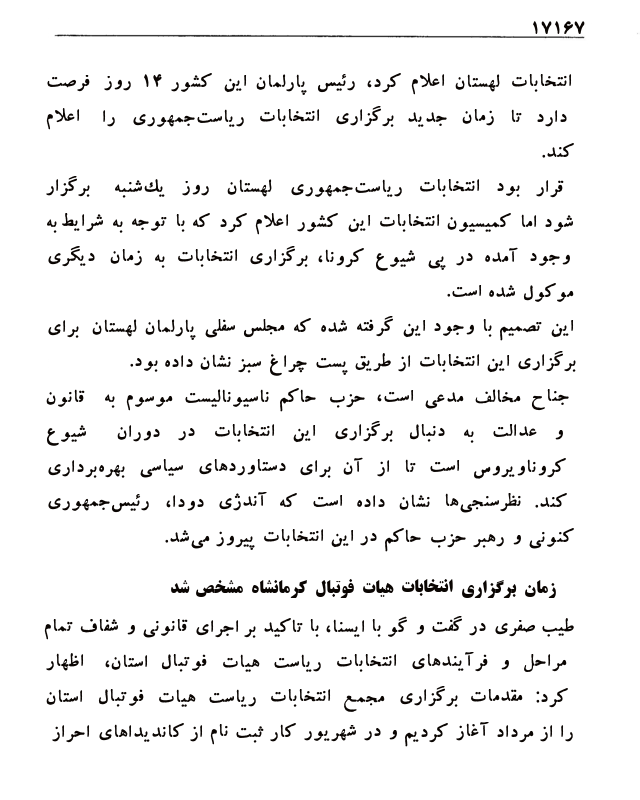 ۱۷۱۶۷
انتخابات لهستان اعلام کرد، رئیس پارلمان این کشور ۱۴ روز فرصت
دارد تا زمان جدید برگزاری انتخابات ریاست‌جمهوری را اعلام
کند.
قرار بود انتخابات ریاست‌جمهوری لهستان روز یك‌شنبه برگزار
شود اما کمیسیون انتخابات این کشور اعلام کرد که با توجه به شرایط به
وجود آمده در پی شیوع کرونا، برگزاری انتخابات به زمان دیگری
موکول شده است.
این تصمیم با وجود این گرفته شده که مجلس سفلی پارلمان لهستان برای
برگزاری این انتخابات از طریق پست چراغ سبز نشان داده بود.
جناح مخالف مدعی است، حزب حاکم ناسیونالیست موسوم به قانون
و عدالت به دنبال برگزاری این انتخابات در دوران شیوع
کروناویروس است تا از آن برای دستاوردهای سیاسی بهره‌برداری
کند. نظرسنجی‌ها نشان داده است که آندژی دودا، رئیس‌جمهوری
کنونی و رهبر حزب حاکم در این انتخابات پیروز می‌شد.
زمان برگزاری انتخابات هیات فوتبال کرمانشاه مشخص شد
طیب صفری در گفت و گو با ایسنا، با تاکید بر اجرای قانونی و شفاف تمام
مراحل و فرآیندهای انتخابات ریاست هیات فوتبال استان، اظهار
کرد: مقدمات برگزاری مجمع انتخابات ریاست هیات فوتبال استان
را از مرداد آغاز کردیم و در شهریور کار ثبت نام از کاندیداهای احراز